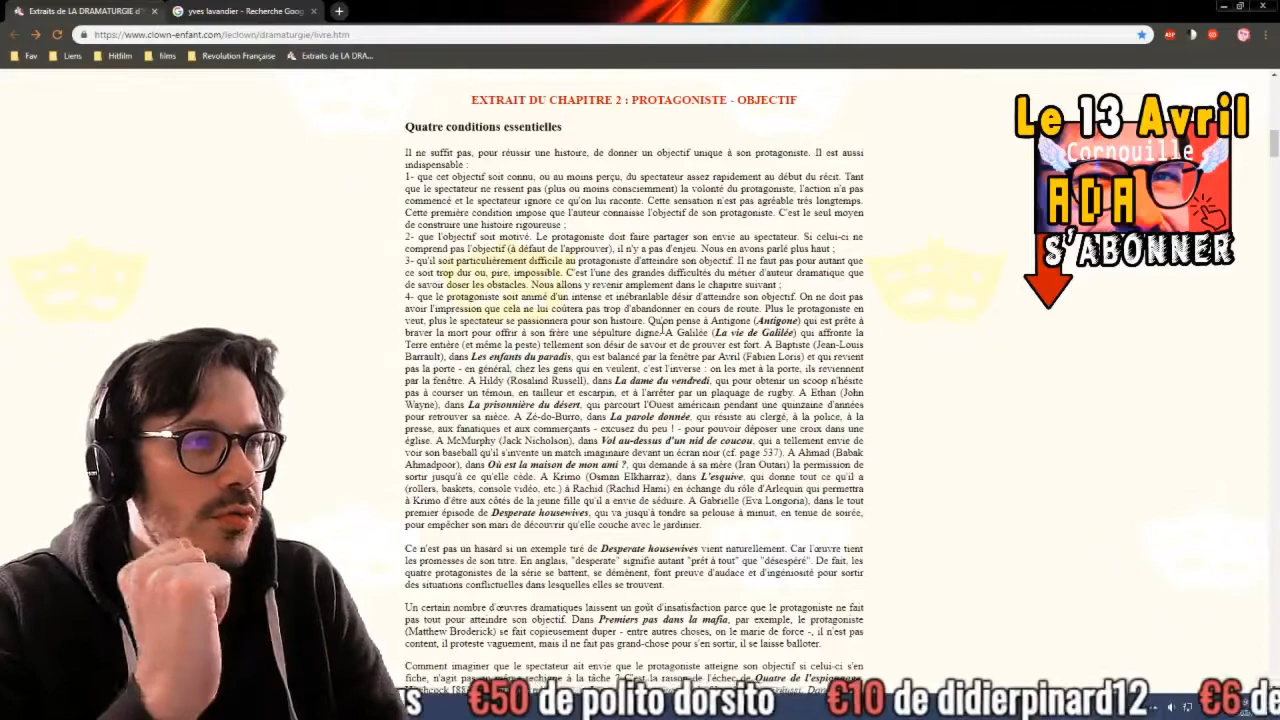 Extraits de LA DRAMATURGIE d'
yves lavandier - Recherche Goog
https://www.clown-enfant.org/leclown/dramaturgie/livre.htm
Fav
Liens
Hitfilm
films
Revolution Française
Extraits de LA DRA...
EXTRAIT DU CHAPITRE 2 : PROTAGONISTE - OBJECTIF
Quatre conditions essentielles
Il ne suffit pas, pour réussir une histoire, de donner un objectif unique à son protagoniste. Il est aussi
indispensable :
1- que cet objectif soit connu, ou au moins perçu, du spectateur assez rapidement au début du récit. Tant
que le spectateur ne ressent pas (plus ou moins consciemment) la volonté du protagoniste, l'action n'a pas
commencé et le spectateur ignore ce qu'on lui raconte. Cette sensation n'est pas agréable très longtemps.
Cette première condition impose que l'auteur connaisse l'objectif de son protagoniste. C'est le seul moyen
de construire une histoire rigoureuse ;
2- que l'objectif soit motivé. Le protagoniste doit faire partager son envie au spectateur. Si celui-ci ne
comprend pas l'objectif (à défaut de l'approuver), il n'y a pas d'enjeu. Nous en avons parlé plus haut ;
3- qu'il soit particulièrement difficile au protagoniste d'atteindre son objectif. Il ne faut pas pour autant que
ce soit trop dur ou, pire, impossible. C'est l'une des grandes difficultés du métier d'auteur dramatique que
de savoir doser les obstacles. Nous allons y revenir amplement dans le chapitre suivant ;
4- que le protagoniste soit animé d'un intense et inébranlable désir d'atteindre son objectif. On ne doit pas
avoir l'impression que cela ne lui coûtera pas trop d'abandonner en cours de route. Plus le protagoniste en
veut, plus le spectateur se passionnera pour son histoire. Qu'on pense à Antigone (Antigone) qui est prête à
braver la mort pour offrir à son frère une sépulture digne. A Galilée (La vie de Galilée) qui affronte la
Terre entière (et même la peste) tellement son désir de savoir et de prouver est fort. A Baptiste (Jean-Louis
Barrault), dans Les enfants du paradis, qui est balancé par la fenêtre par Avril (Fabien Loris) et qui revient
pas la porte - en effet, chez les gens qui en veulent, c'est l'inverse : on les met à la porte, ils reviennent
par la fenêtre. A Hildy (Rosalind Russell), dans La dame du vendredi, qui pour obtenir un scoop n'hésite
pas à courser un témoin, en tailleur et escarpin, et à l'arrêter par un plaquage de rugby. A Ethan (John
Wayne), dans La prisonnière du désert, qui parcourt l'Ouest américain pendant une quinzaine d'années
pour retrouver sa nièce. A Zé-do-Burro, dans La parole donnée, qui résiste au clergé, à la police, à la
presse, aux fanatiques et aux commerçants - excusez du peu ! - pour pouvoir déposer une croix dans une
église. A McMurphy (Jack Nicholson), dans Vol au-dessus d'un nid de coucou, qui a tellement envie de
voir son baseball qu'il s'invente un match imaginaire devant un écran noir (cf. page 537). A Ahmad (Babak
Ahmadpoor), dans Où est la maison de mon ami ?, qui demande à sa mère (Iran Outari) la permission de
sortir jusqu'à ce qu'elle cède. A Krimo (Osman Elkharraz), dans L'esquive, qui donne tout ce qu'il a
(rollers, baskets, console vidéo, etc.) à Rachid (Rachid Hami) en échange du rôle d'Arlequin qui permettra
à Krimo d'être aux côtés de la jeune fille qu'il a envie de séduire. A Gabrielle (Eva Longoria), dans le tout
premier épisode de Desperate housewives, qui va jusqu'à tondre sa pelouse à minuit, en tenue de soirée,
pour empêcher son mari de découvrir qu'elle couche avec le jardinier.
Ce n'est pas un hasard si un exemple tiré de Desperate housewives vient naturellement. Car l'œuvre tient
les promesses de son titre. En anglais, "desperate" signifie autant "prêt à tout" que "désespéré". De fait, les
quatre protagonistes de la série se battent, se démènent, font preuve d'audace et d'ingéniosité pour sortir
des situations conflictuelles dans lesquelles elles se trouvent.
Un certain nombre d'œuvres dramatiques laissent un goût d'insatisfaction parce que le protagoniste ne fait
pas tout pour atteindre son objectif. Dans Premiers pas dans la mafia, par exemple, le protagoniste
(Matthew Broderick) se fait copieusement duper - entre autres choses, on le marie de force -, il n'est pas
content, il proteste vaguement, mais il ne fait pas grand-chose pour s'en sortir, il se laisse balloter.
Comment imaginer que le spectateur ait envie que le protagoniste atteigne son objectif si celui-ci s'en
fiche, n'agit pas ou même rechigne à la tâche ? C'est la raison de l'échec de Quatre de l'espionnage
Le 13 Avril
Cornouille
ADA
S'ABONNER
s €50 de polito dorsito €10 de didierpinard12 €6 de